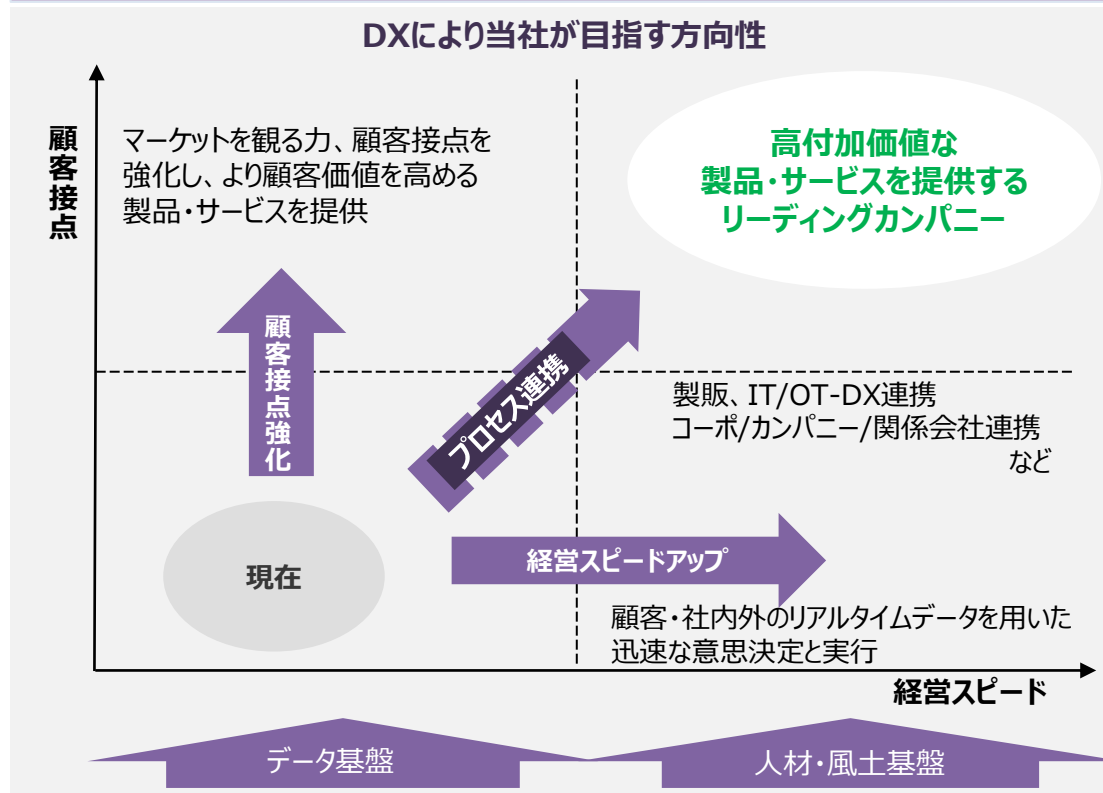 DXにより当社が目指す方向性
顧客接点
マーケットを観る力、顧客接点を
強化し、より顧客価値を高める
製品・サービスを提供
高付加価値な
製品・サービスを提供する
リーディングカンパニー
顧客接点強化
プロセス連携
製販、IT/OT-DX連携
コーポ/カンパニー/関係会社連携
など
現在
経営スピードアップ
顧客・社内外のリアルタイムデータを用いた
迅速な意思決定と実行
経営スピード
データ基盤
人材・風土基盤